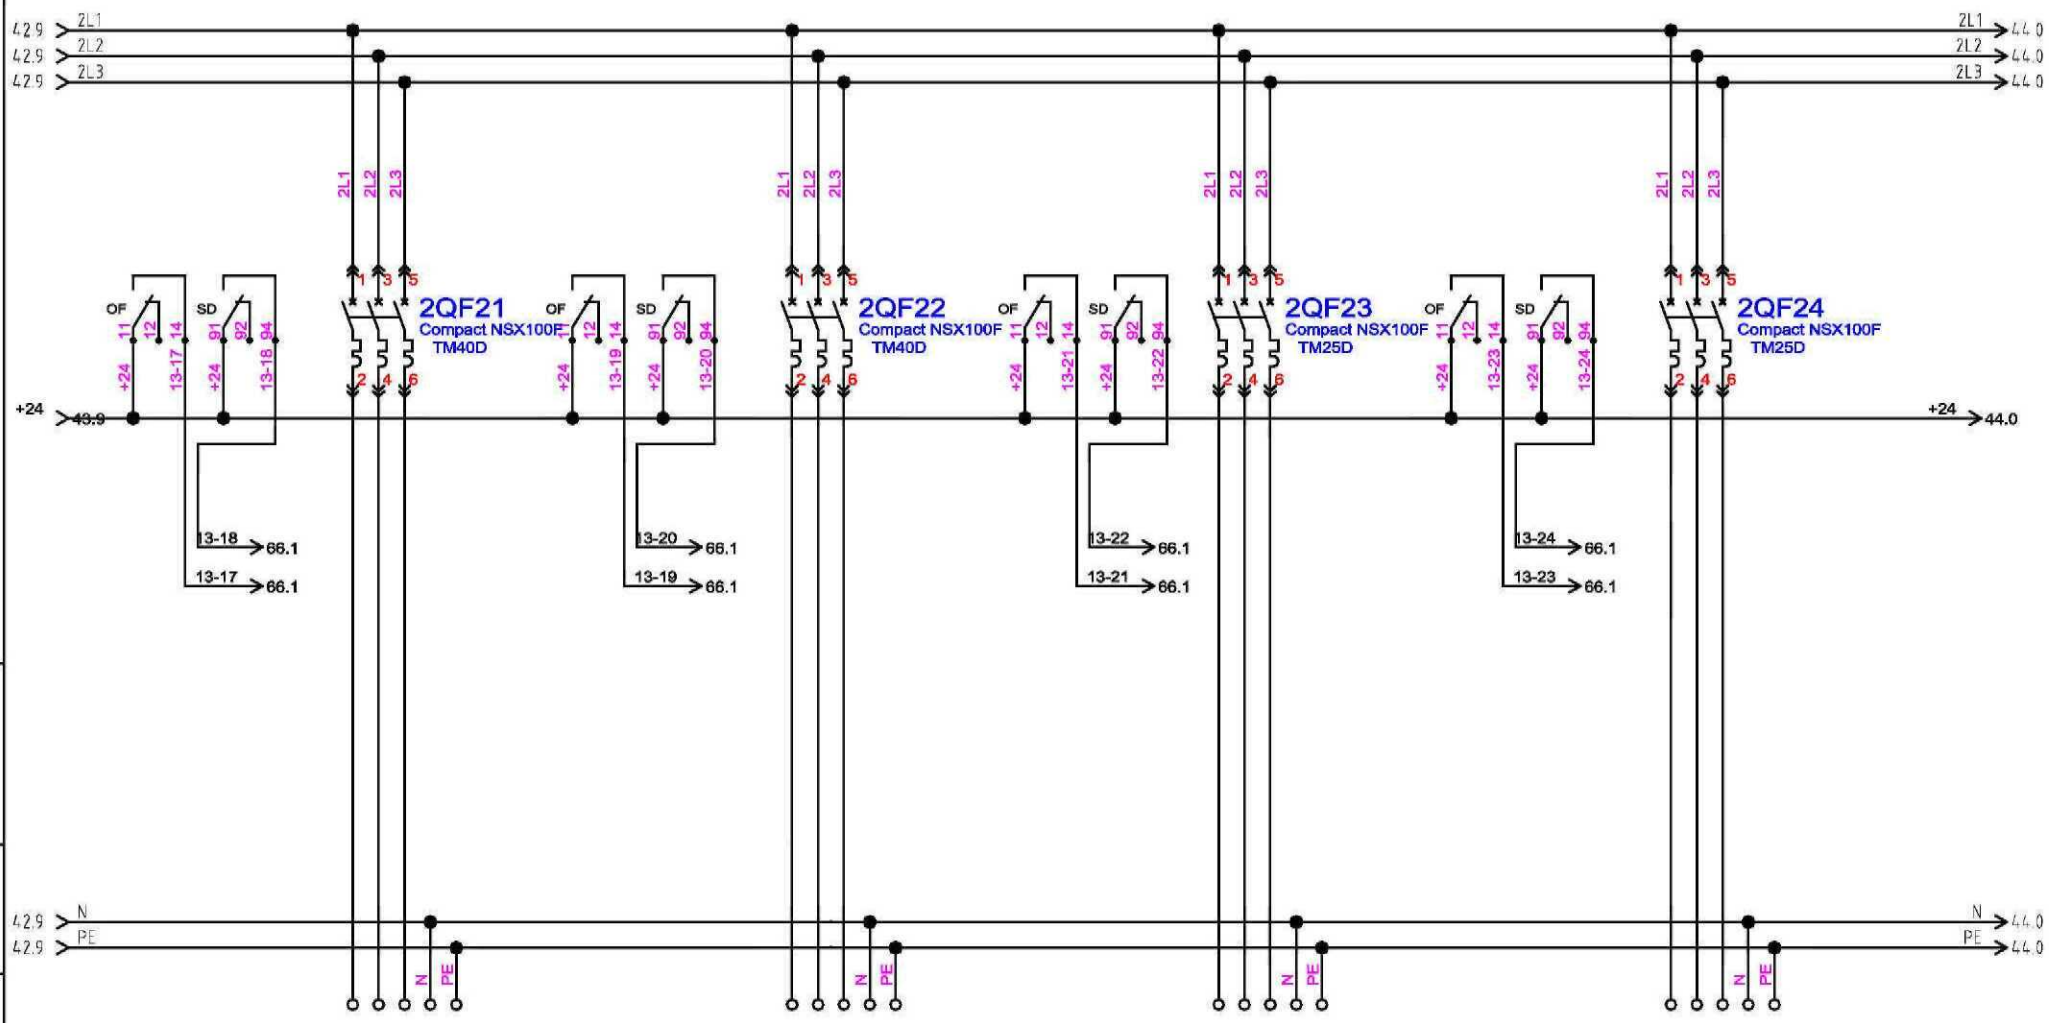 42.9 2L1 2L1 44.0
42.9 2L2 2L2 44.0
42.9 2L3 2L3 44.0
2L1 2L2 2L3 2L1 2L2 2L3 2L1 2L2 2L3 2L1 2L2 2L3
1 3 5 1 3 5 1 3 5 1 3 5
OF SD 2QF21 OF SD 2QF22 OF SD 2QF23 OF SD 2QF24
11 12 14 91 92 94 Compact NSX100F 11 12 14 91 92 94 Compact NSX100F 11 12 14 91 92 94 Compact NSX100F 11 12 14 91 92 94 Compact NSX100F
TM40D TM40D TM25D TM25D
+24 13-17 +24 13-18 2 4 6 +24 13-19 +24 13-20 2 4 6 +24 13-21 +24 13-22 2 4 6 +24 13-23 +24 13-24 2 4 6
+24 43.9 +24 44.0
13-18 66.1 13-20 66.1 13-22 66.1 13-24 66.1
13-17 66.1 13-19 66.1 13-21 66.1 13-23 66.1
42.9 N N 44.0
42.9 PE PE 44.0
N PE N PE N PE N PE